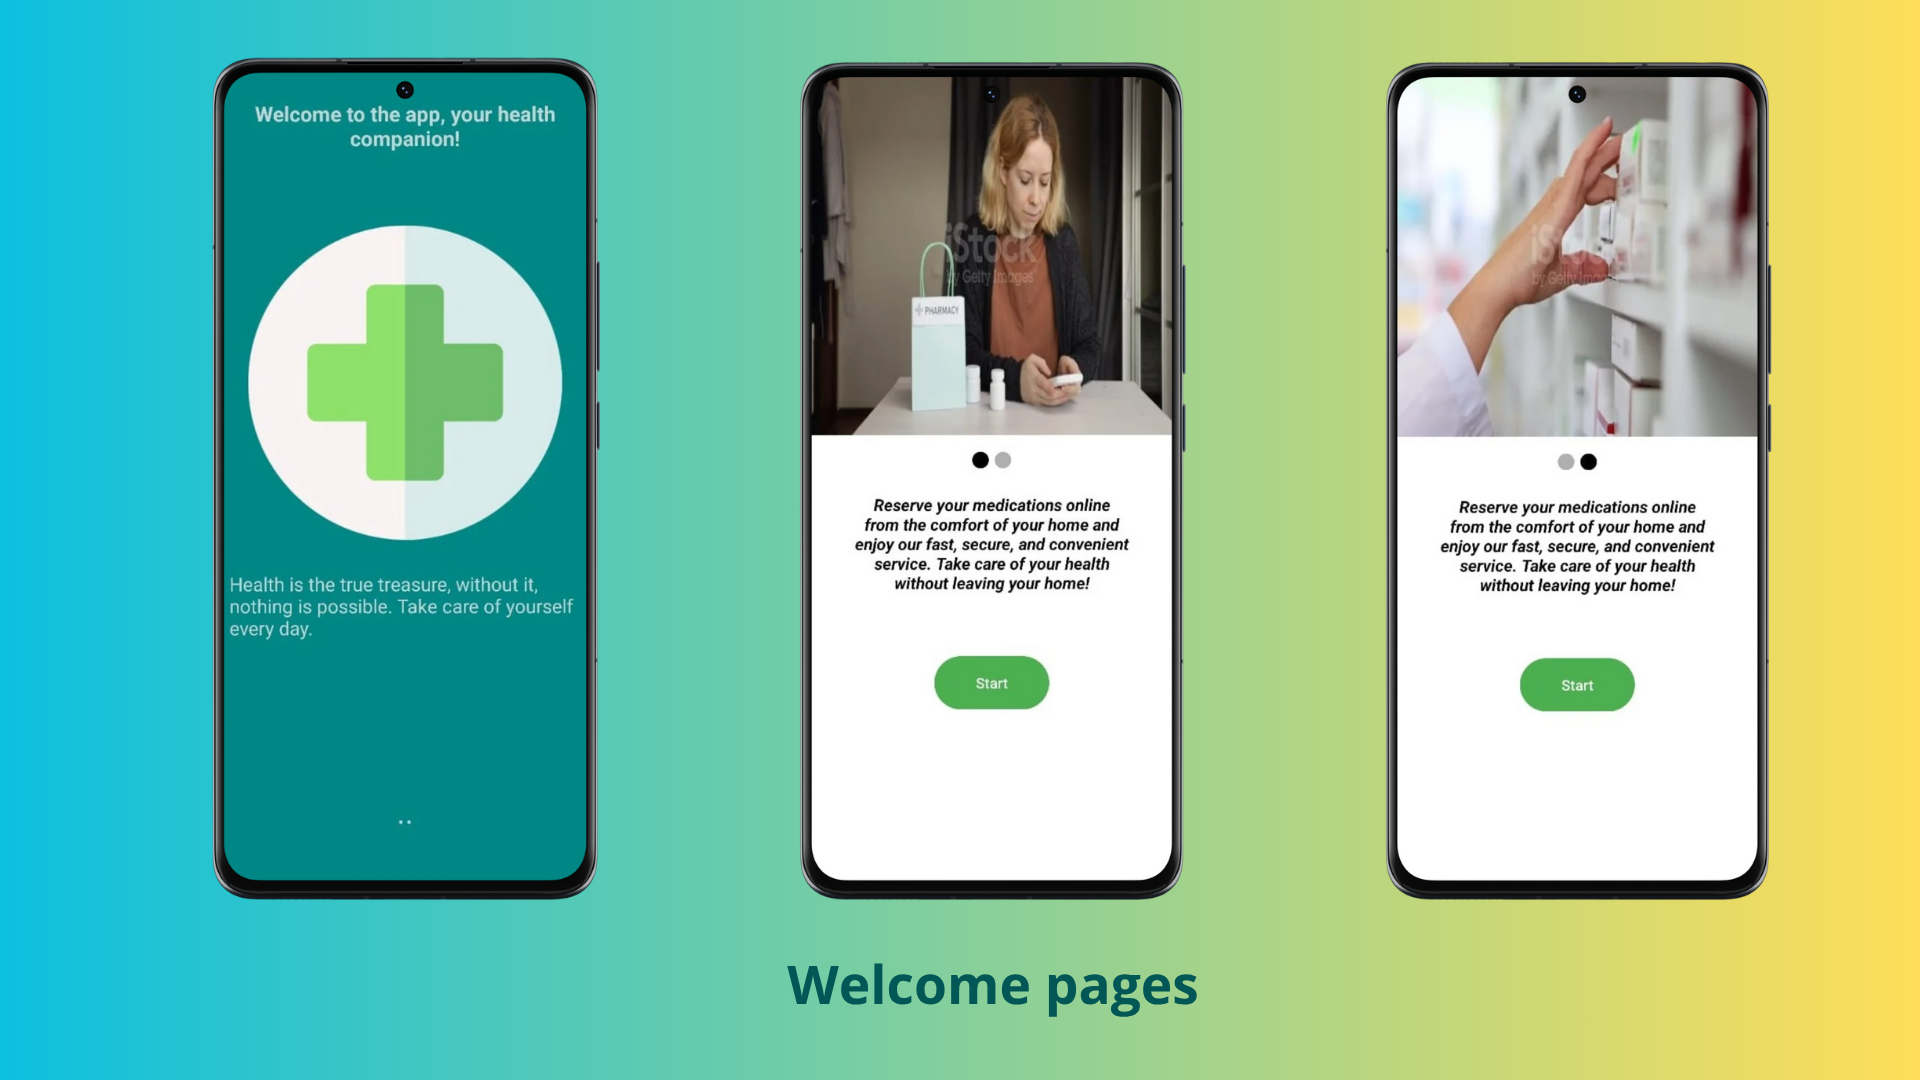 Welcome to the app, your health
companion!
Health is the true treasure, without it,
nothing is possible. Take care of yourself
every day.
..
iStock
by Getty Images
PHARMACY
Reserve your medications online
from the comfort of your home and
enjoy our fast, secure, and convenient
service. Take care of your health
without leaving your home!
Start
iStock
by Getty Images
Reserve your medications online
from the comfort of your home and
enjoy our fast, secure, and convenient
service. Take care of your health
without leaving your home!
Start
Welcome pages